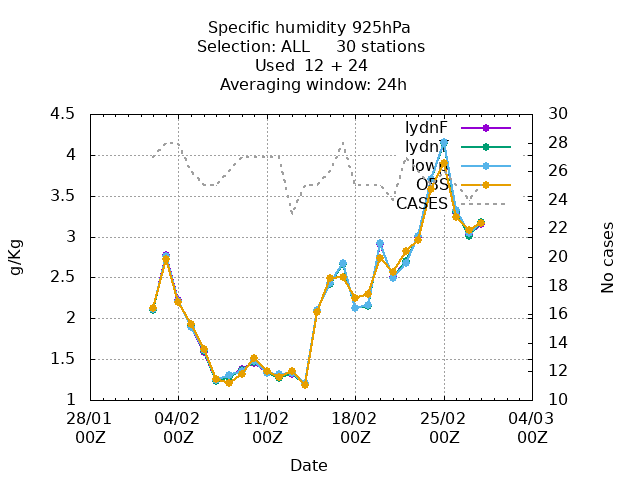 Specific humidity 925hPa
Selection: ALL 30 stations
Used 12 + 24
Averaging window: 24h
4.5
4
3.5
3
2.5
2
1.5
1
g/Kg
30
28
26
24
22
20
18
16
14
12
10
No cases
lydnF
OBS
CASES
28/01 04/02 11/02 18/02 25/02 04/03
00Z 00Z 00Z 00Z 00Z 00Z
Date